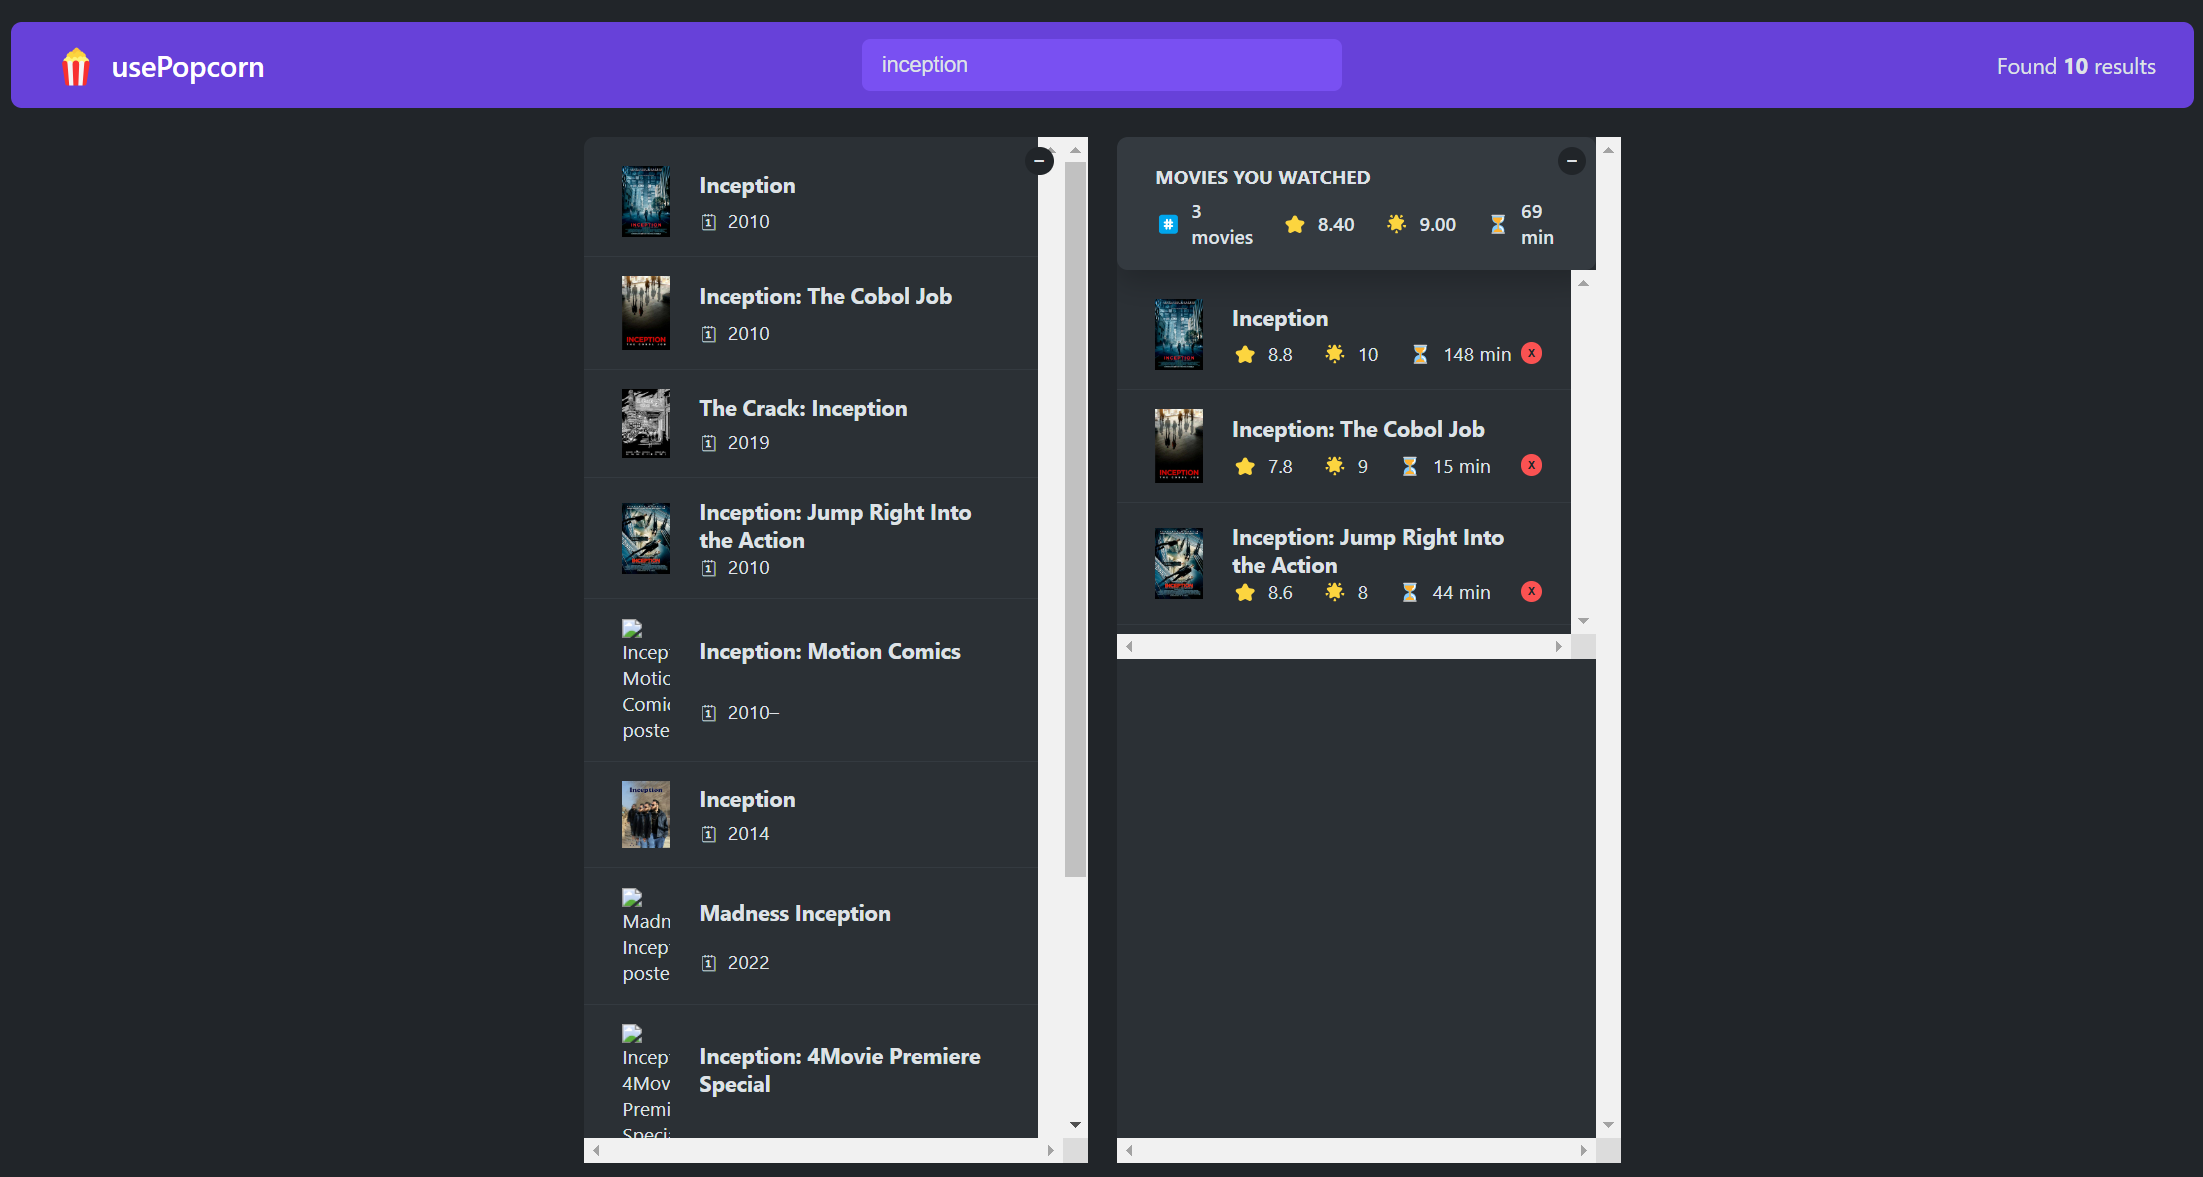 usePopcorn
inception
Found 10 results
Inception
2010
Inception: The Cobol Job
2010
The Crack: Inception
2019
Inception: Jump Right Into
the Action
2010
Incep
Motic
Comic
poste
Inception: Motion Comics
2010–
Inception
2014
Madn
Incep
poste
Madness Inception
2022
Incep
4Mov
Premi
Speci
Inception: 4Movie Premiere
Special
MOVIES YOU WATCHED
3
movies
8.40
9.00
69
min
Inception
8.8 10 148 min X
Inception: The Cobol Job
7.8 9 15 min X
Inception: Jump Right Into
the Action
8.6 8 44 min X